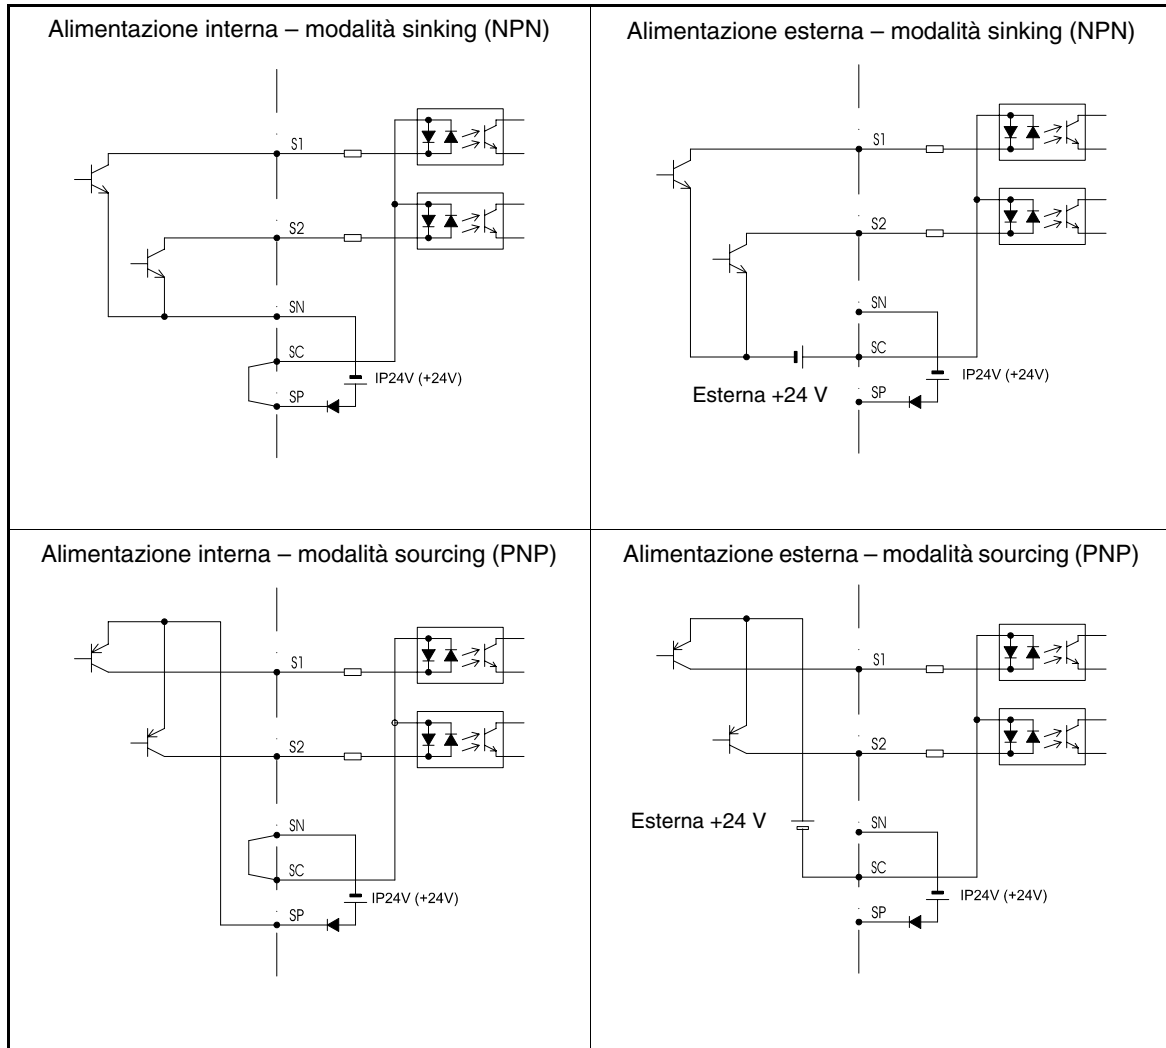 Alimentazione interna – modalità sinking (NPN)
S1
S2
SN
SC
IP24V (+24V)
SP
Alimentazione esterna – modalità sinking (NPN)
S1
S2
SN
SC
IP24V (+24V)
Esterna +24 V
SP
Alimentazione interna – modalità sourcing (PNP)
S1
S2
SN
SC
IP24V (+24V)
SP
Alimentazione esterna – modalità sourcing (PNP)
S1
S2
Esterna +24 V
SN
SC
IP24V (+24V)
SP